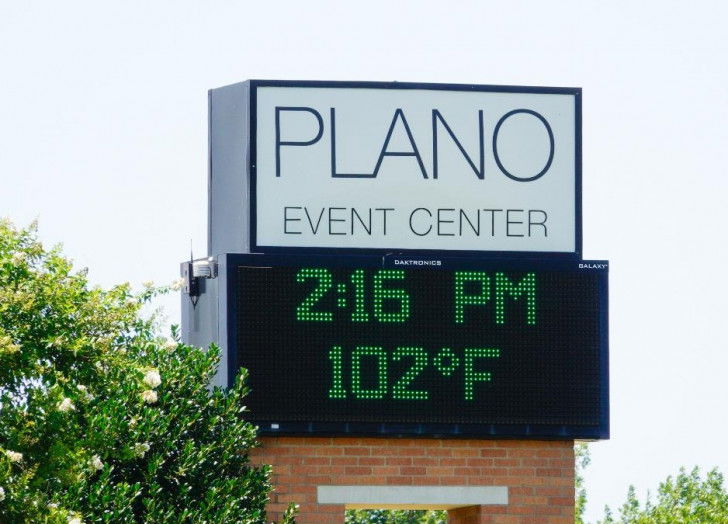 PLANO
EVENT CENTER
DAKTRONICS GALAXY
2:16 PM
102°F